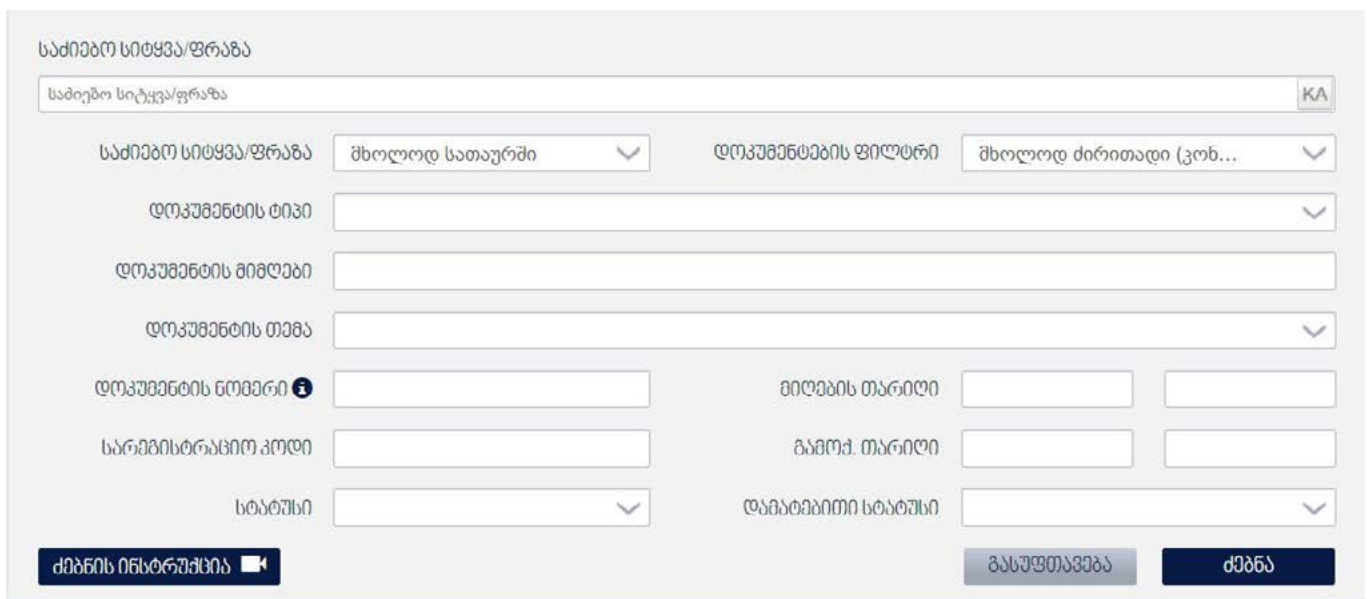 საძიებო სიტყვა/ფრაზა
საძიებო სიტყვა/ფრაზა KA
საძიებო სიტყვა/ფრაზა მხოლოდ სათაურში დოკუმენტების ფილტრი მხოლოდ ძირითადი (კონ...
დოკუმენტის ტიპი
დოკუმენტის მიმღები
დოკუმენტის თემა
დოკუმენტის ნომერი მიღების თარიღი
სარეგისტრაციო კოდი გამოქ. თარიღი
სტატუსი დამატებითი სტატუსი
ძებნის ინსტრუქცია გასუფთავება ძებნა